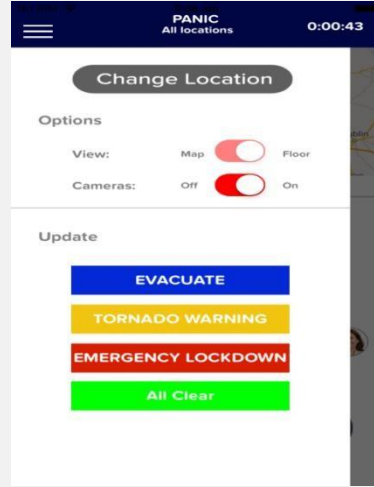 PANIC
All locations
0:00:43
Change Location
Options
View: Map Floor
Cameras: Off On
Update
EVACUATE
TORNADO WARNING
EMERGENCY LOCKDOWN
All Clear